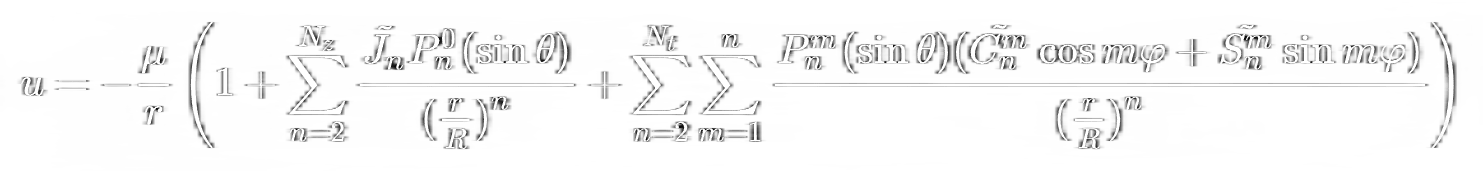 u = -\frac{\mu}{r} \left( 1 + \sum_{n=2}^{N_z} \frac{\tilde{J}_n P_n^0(\sin\theta)}{\left(\frac{r}{R}\right)^n} + \sum_{n=2}^{N_t} \sum_{m=1}^{n} \frac{P_n^m(\sin\theta)(\tilde{C}_n^m \cos m\varphi + \tilde{S}_n^m \sin m\varphi)}{\left(\frac{r}{R}\right)^n} \right)